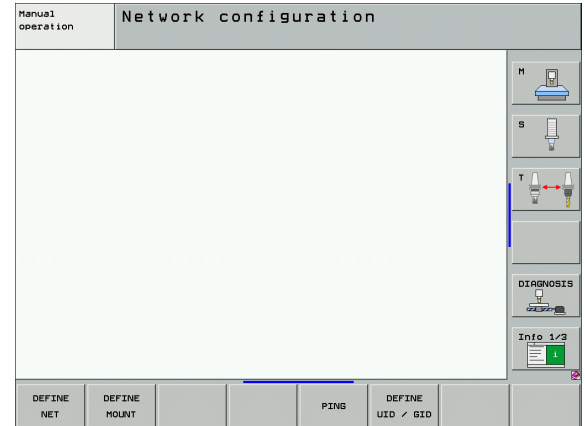 Manual
operation
Network configuration
M
S
T
DIAGNOSIS
Info 1/3
i
DEFINE
NET
DEFINE
MOUNT
PING
DEFINE
UID / GID